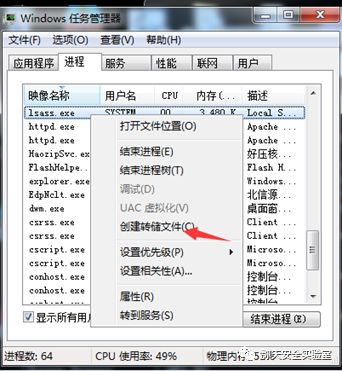 Windows 任务管理器
文件(F) 选项(O) 查看(V) 帮助(H)
应用程序 进程 服务 性能 联网 用户
映像名称 用户名 CPU 内存(... 描述
lsass.exe SYSTEM 00 3,480 K Local S...
httpd.exe Apache ...
httpd.exe Apache ...
HaozipSvc.exe 好压核...
FlashHelpe... Flash H...
explorer.exe Windows...
EdpNclt.exe 北信源...
dwm.exe 桌面窗...
csrss.exe Client ...
csrss.exe Client ...
cscript.exe Microso...
cscript.exe Microso...
conhost.exe 控制台...
conhost.exe 控制台...
打开文件位置(O)
结束进程(E)
结束进程树(T)
调试(D)
UAC 虚拟化(V)
创建转储文件(C)
设置优先级(P)
设置相关性(A)...
属性(R)
转到服务(S)
显示所有用
结束进程(E)
进程数: 64 CPU 使用率: 49% 物理内存: 5
天安全实验室